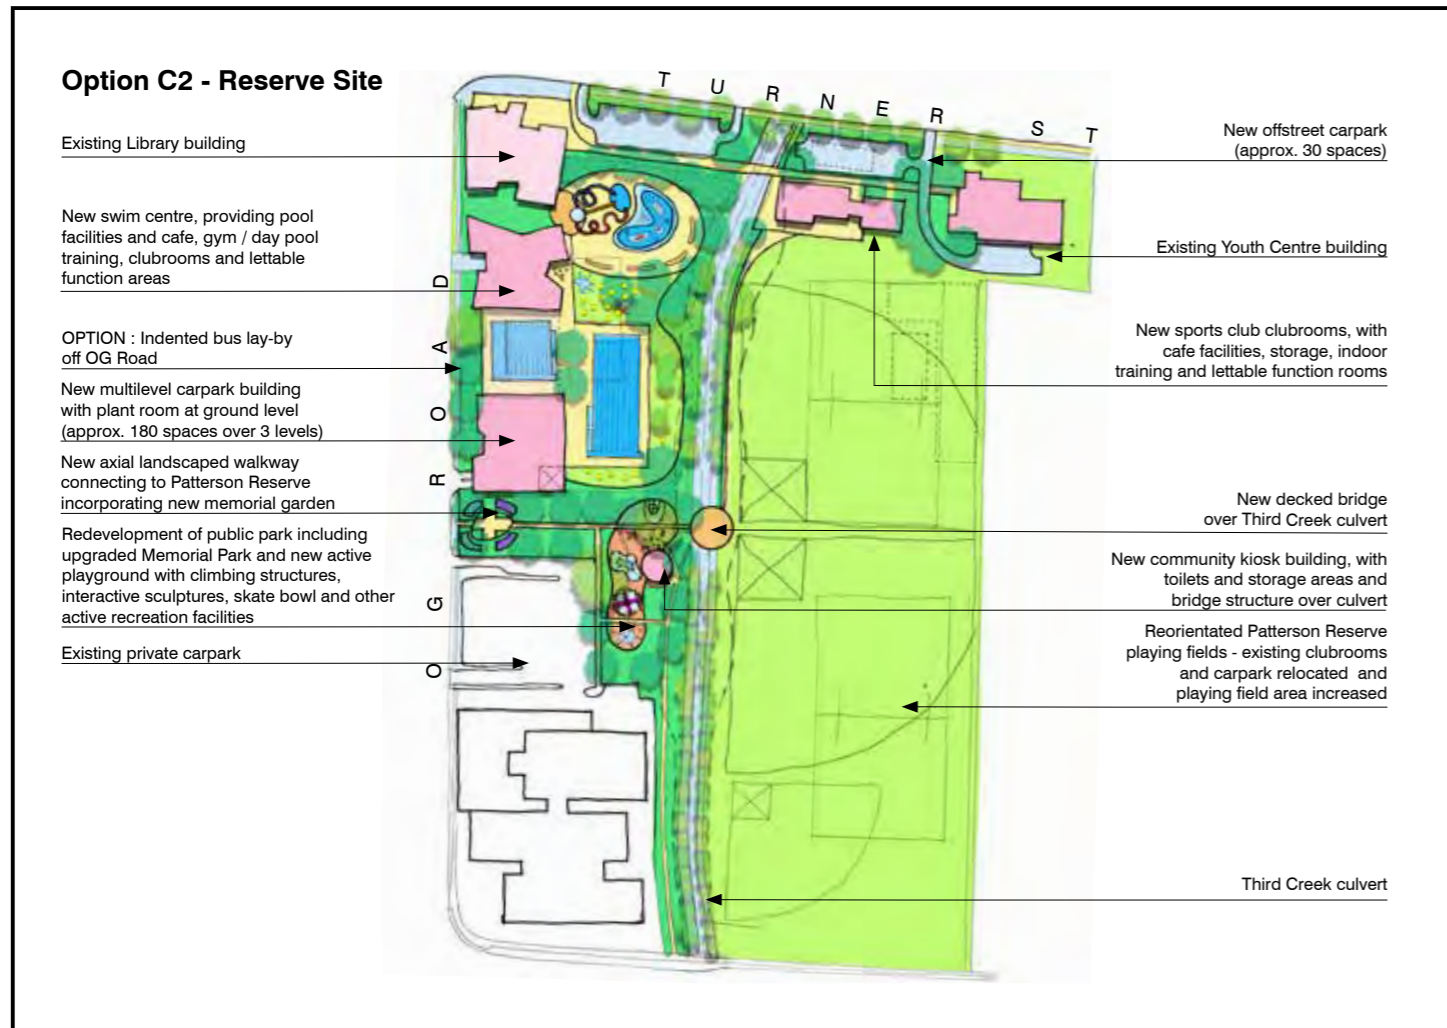 Option C2 - Reserve Site
Existing Library building
New swim centre, providing pool
facilities and cafe, gym / day pool
training, clubrooms and lettable
function areas
OPTION : Indented bus lay-by
off OG Road
New multilevel carpark building
with plant room at ground level
(approx. 180 spaces over 3 levels)
New axial landscaped walkway
connecting to Patterson Reserve
incorporating new memorial garden
Redevelopment of public park including
upgraded Memorial Park and new active
playground with climbing structures,
interactive sculptures, skate bowl and other
active recreation facilities
Existing private carpark
TURNER ST
OG ROAD
New offstreet carpark
(approx. 30 spaces)
Existing Youth Centre building
New sports club clubrooms, with
cafe facilities, storage, indoor
training and lettable function rooms
New decked bridge
over Third Creek culvert
New community kiosk building, with
toilets and storage areas and
bridge structure over culvert
Reorientated Patterson Reserve
playing fields - existing clubrooms
and carpark relocated and
playing field area increased
Third Creek culvert